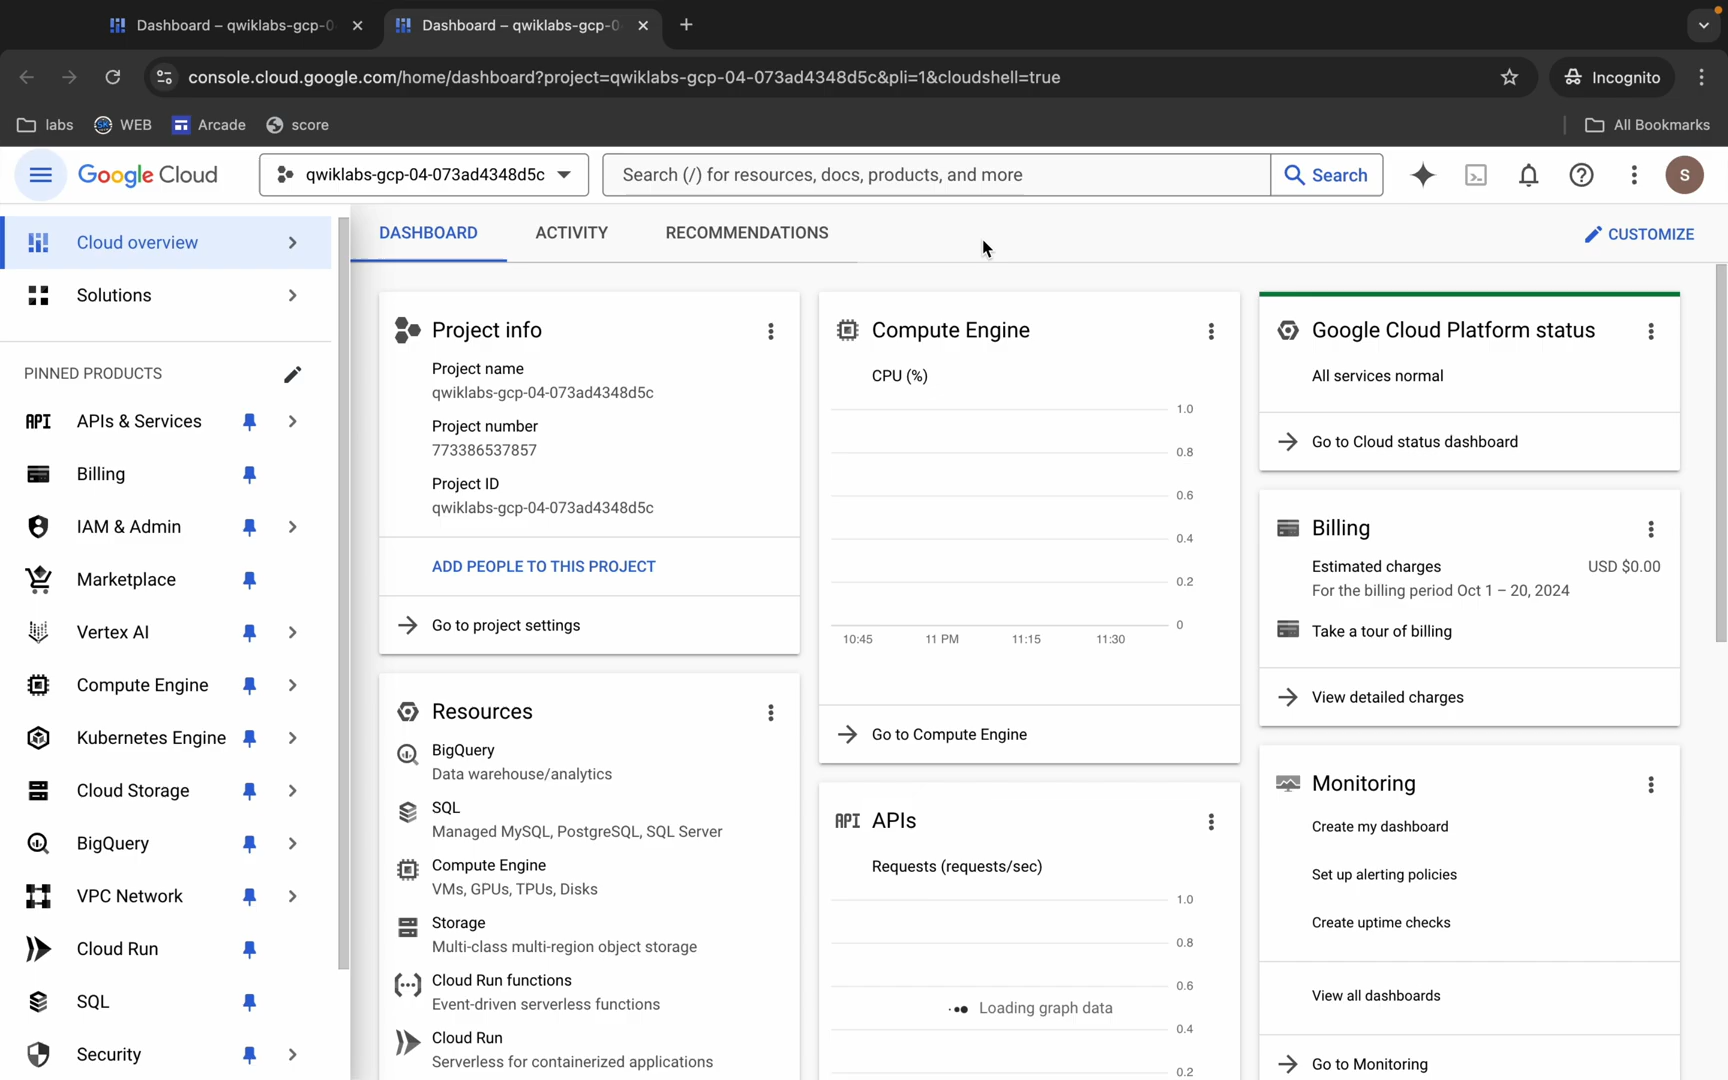 Dashboard – qwiklabs-gcp-0
Dashboard – qwiklabs-gcp-0
console.cloud.google.com/home/dashboard?project=qwiklabs-gcp-04-073ad4348d5c&pli=1&cloudshell=true
Incognito
labs
WEB
Arcade
score
All Bookmarks
Google Cloud
qwiklabs-gcp-04-073ad4348d5c
Search (/) for resources, docs, products, and more
Search
S
Cloud overview
Solutions
PINNED PRODUCTS
API APIs & Services
Billing
IAM & Admin
Marketplace
Vertex AI
Compute Engine
Kubernetes Engine
Cloud Storage
BigQuery
VPC Network
Cloud Run
SQL
Security
DASHBOARD
ACTIVITY
RECOMMENDATIONS
CUSTOMIZE
Project info
Project name
qwiklabs-gcp-04-073ad4348d5c
Project number
773386537857
Project ID
qwiklabs-gcp-04-073ad4348d5c
ADD PEOPLE TO THIS PROJECT
Go to project settings
Resources
BigQuery
Data warehouse/analytics
SQL
Managed MySQL, PostgreSQL, SQL Server
Compute Engine
VMs, GPUs, TPUs, Disks
Storage
Multi-class multi-region object storage
Cloud Run functions
Event-driven serverless functions
Cloud Run
Serverless for containerized applications
Compute Engine
CPU (%)
1.0
0.8
0.6
0.4
0.2
0
10:45 11 PM 11:15 11:30
Go to Compute Engine
API APIs
Requests (requests/sec)
1.0
0.8
0.6
Loading graph data
0.4
0.2
Google Cloud Platform status
All services normal
Go to Cloud status dashboard
Billing
Estimated charges USD $0.00
For the billing period Oct 1 – 20, 2024
Take a tour of billing
View detailed charges
Monitoring
Create my dashboard
Set up alerting policies
Create uptime checks
View all dashboards
Go to Monitoring